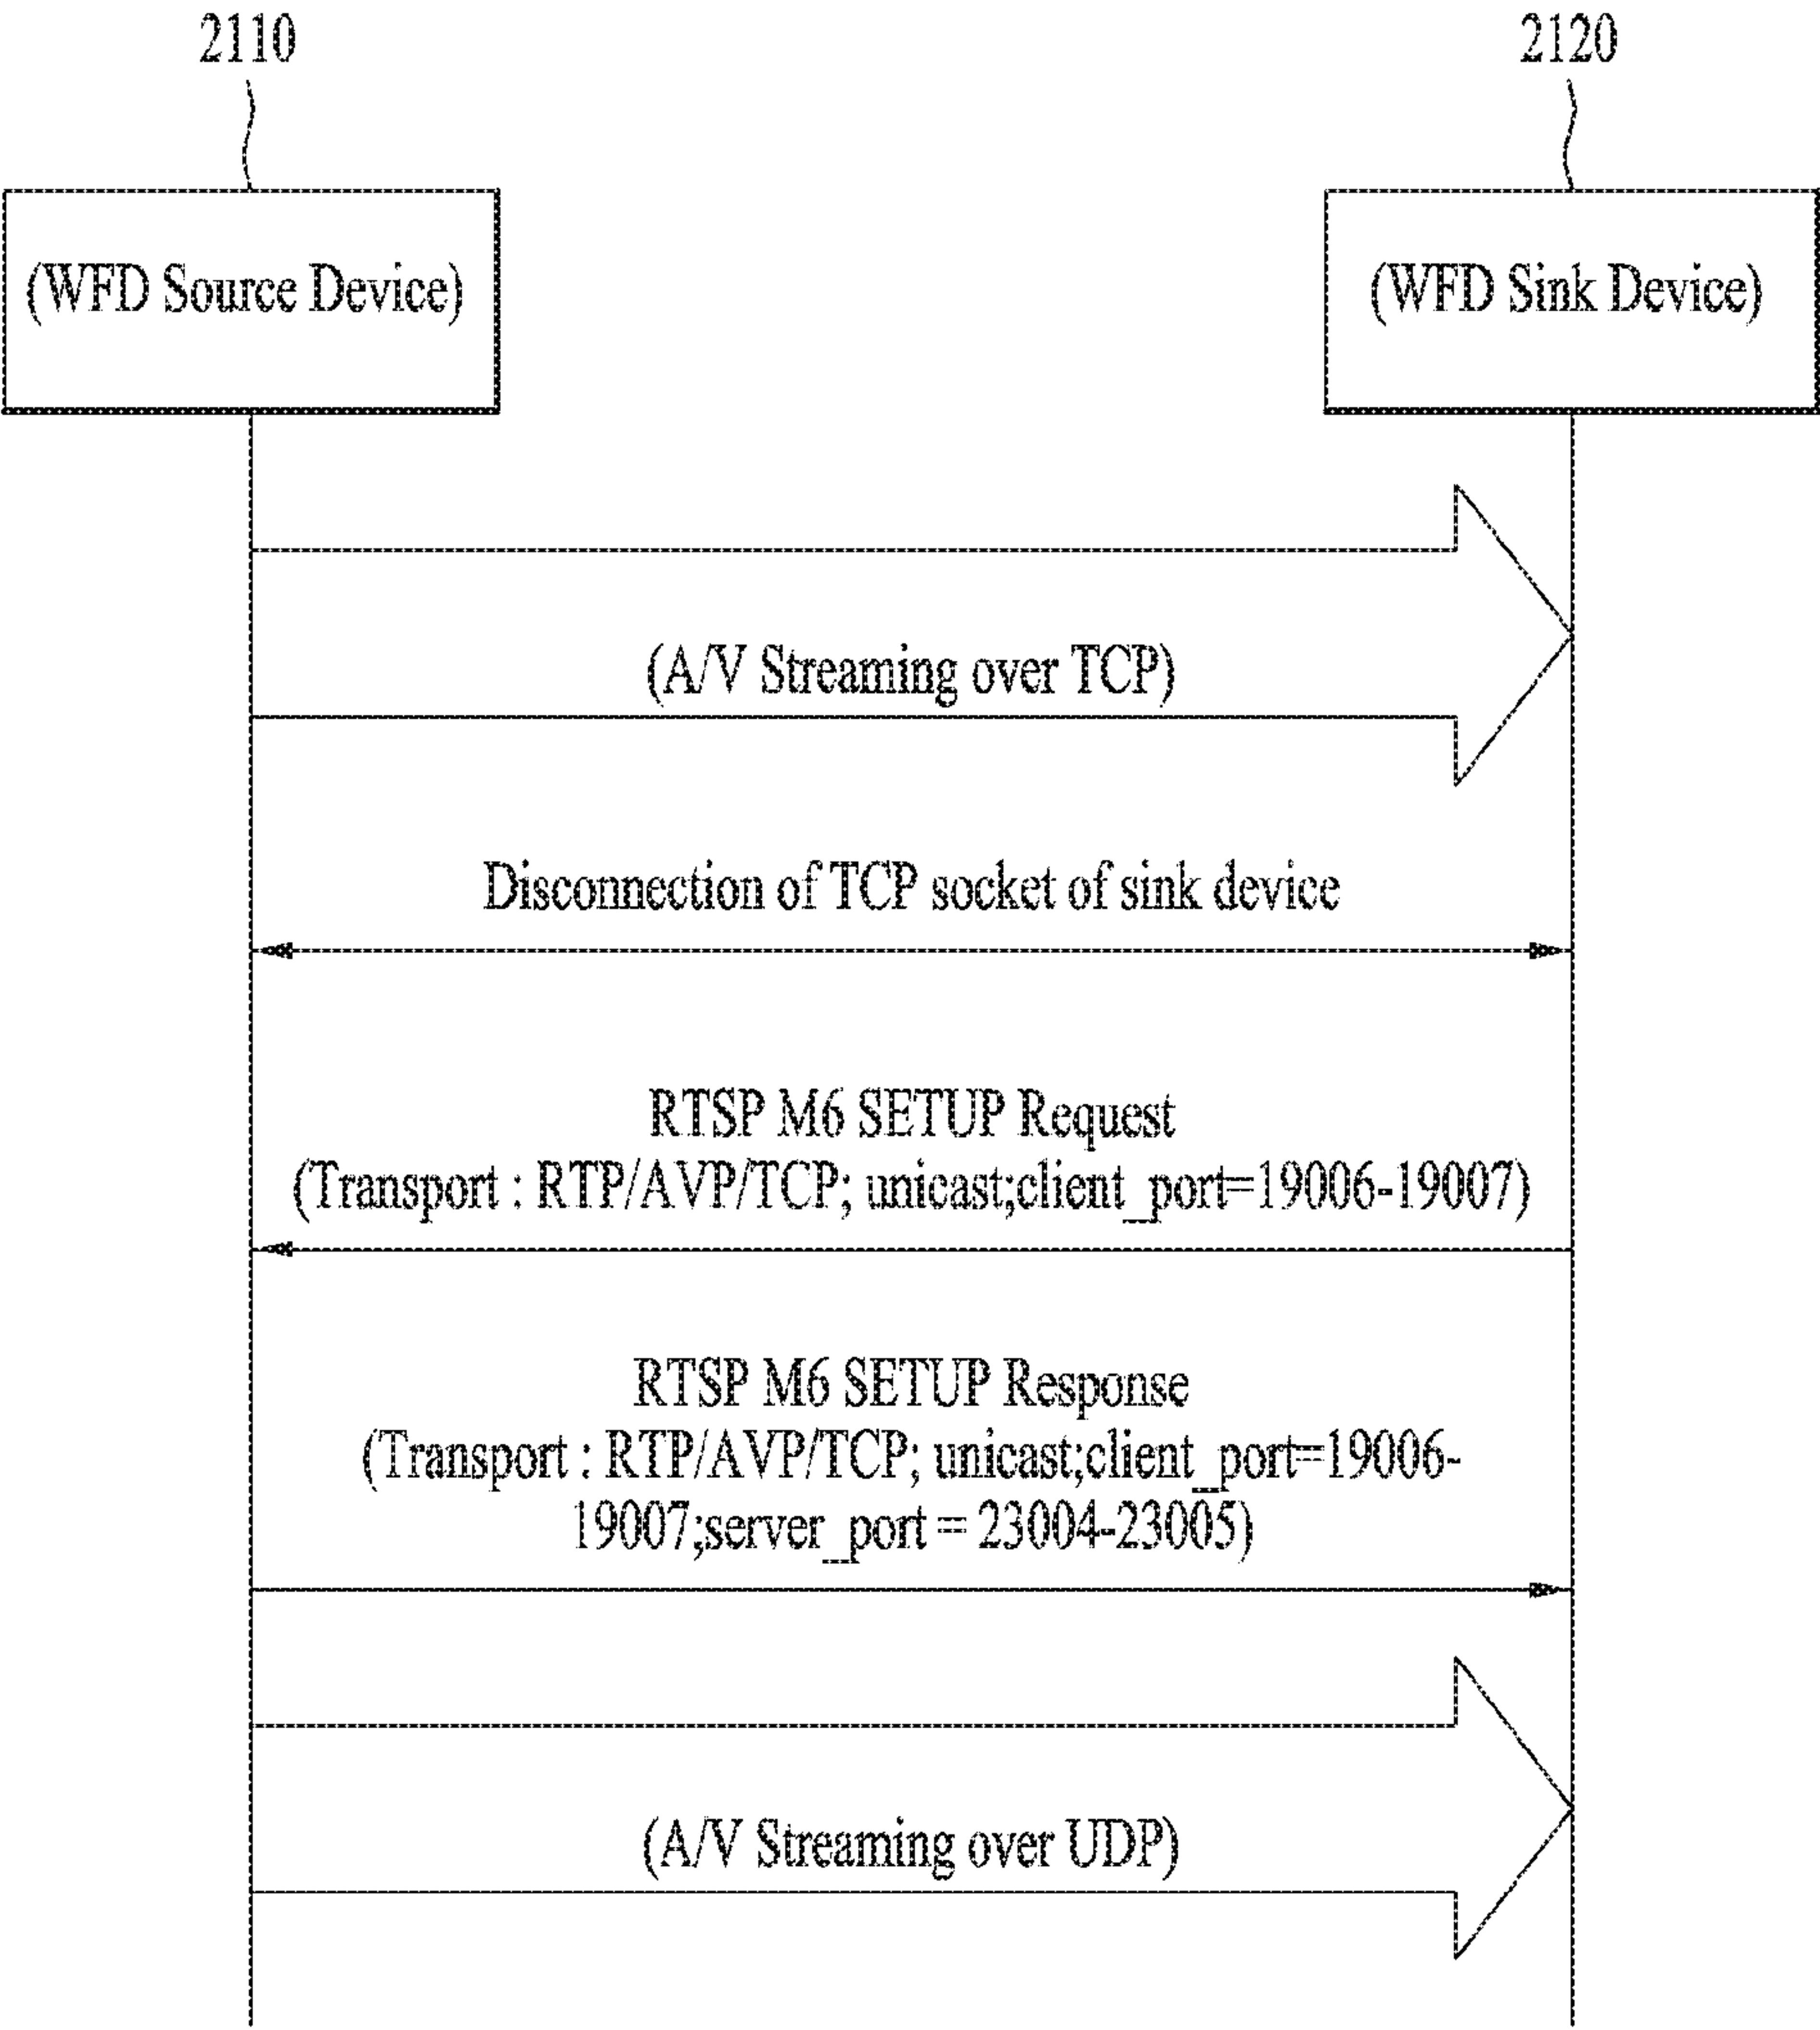 2110
2120
(WFD Source Device)
(WFD Sink Device)
(A/V Streaming over TCP)
Disconnection of TCP socket of sink device
RTSP M6 SETUP Request
(Transport : RTP/AVP/TCP; unicast;client_port=19006-19007)
RTSP M6 SETUP Response
(Transport : RTP/AVP/TCP; unicast;client_port=19006-
19007;server_port = 23004-23005)
(A/V Streaming over UDP)